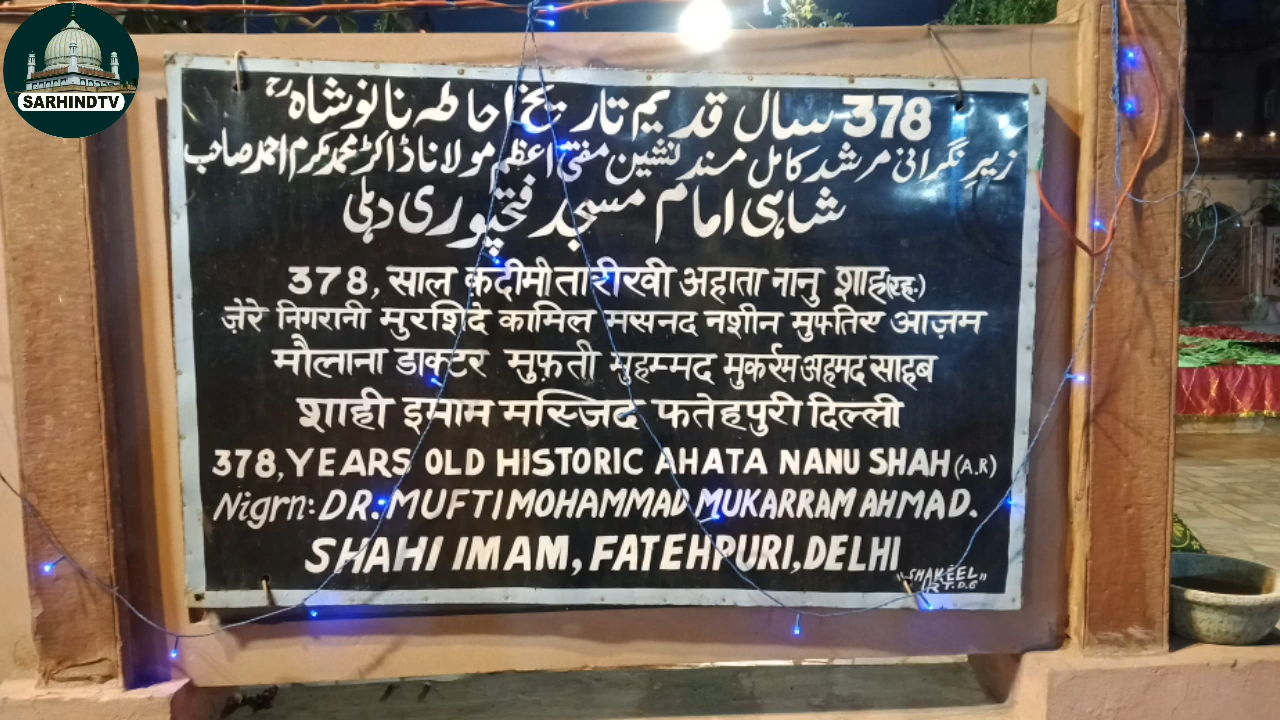 SARHINDTV
378 سال قدیم تاریخی احاطہ نانو شاہ رح
زیرِ نگرانی مرشد کامل مسند نشین مفتی اعظم مولانا ڈاکٹر محمد مکرم احمد صاحب
شاہی امام مسجد فتحپوری دہلی
378, साल कदीमी तारीखी अहाता नानु शाह(रह॰)
ज़ेरे निगरानी मुरशिदे कामिल मसनद नशीन मुफतिए आज़म
मौलाना डाक्टर मुफ़ती मुहम्मद मुकर्रम अहमद साहब
शाही इमाम मस्जिद फतेहपुरी दिल्ली
378, YEARS OLD HISTORIC AHATA NANU SHAH (A.R)
Nigrn: DR. MUFTI MOHAMMAD MUKARRAM AHMAD.
SHAHI IMAM, FATEHPURI, DELHI
"SHAKEEL"